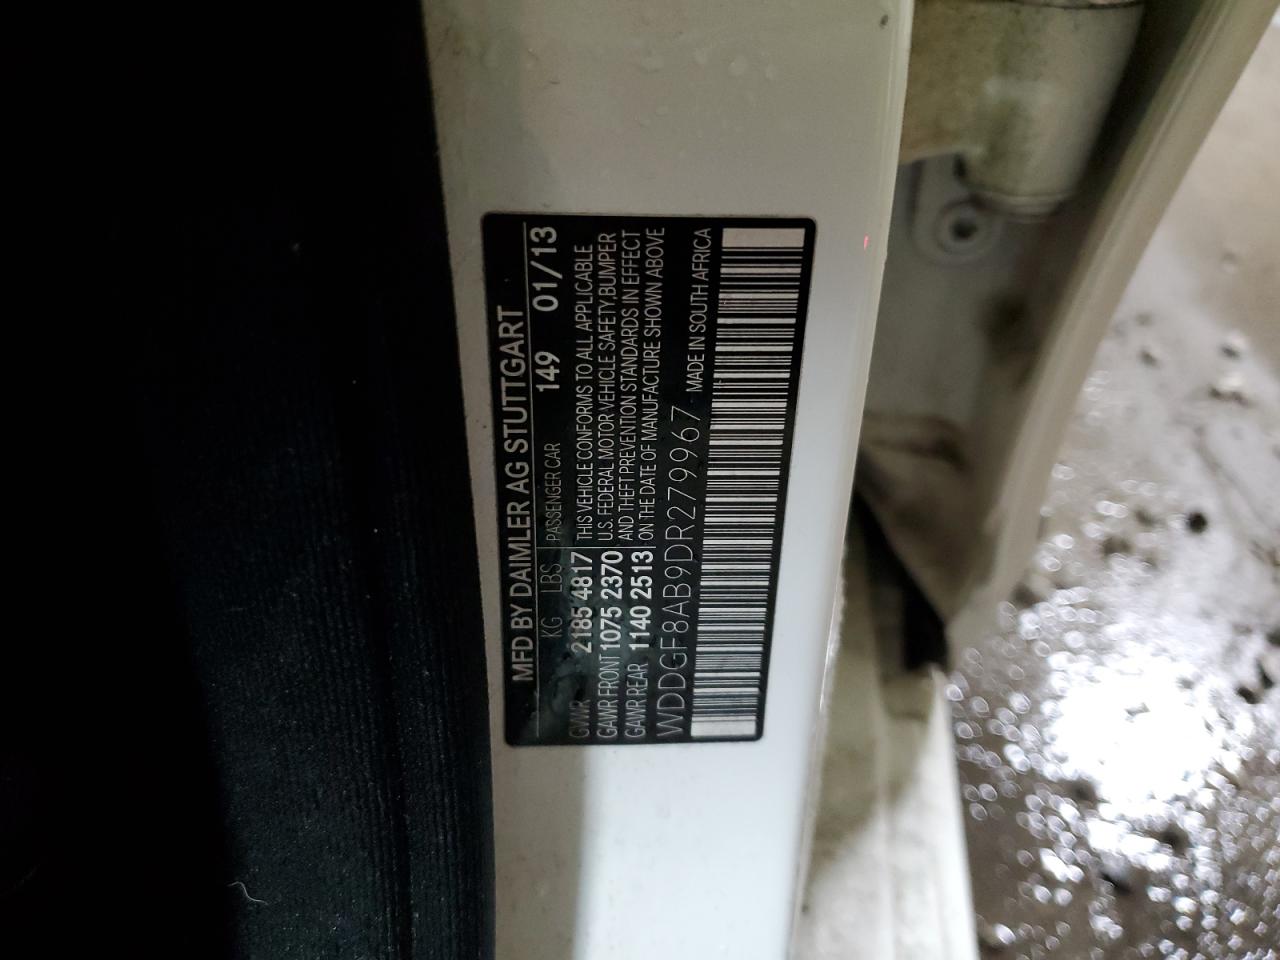 MFD BY DAIMLER AG STUTTGART
KG LBS PASSENGER CAR 149 01/13
GWR 2185 4817 THIS VEHICLE CONFORMS TO ALL APPLICABLE
GAWR FRONT 1075 2370 U.S. FEDERAL MOTOR VEHICLE SAFETY, BUMPER
GAWR REAR 1140 2513 AND THEFT PREVENTION STANDARDS IN EFFECT
ON THE DATE OF MANUFACTURE SHOWN ABOVE
WDDGF8AB9DR279967 MADE IN SOUTH AFRICA